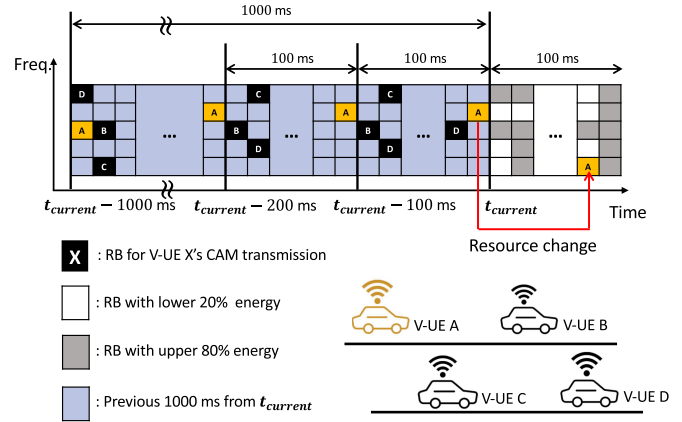 1000 ms
100 ms 100 ms 100 ms
Freq.
D C C
A A A
A B B B D
D D
C A
... ... ... ...
t_current − 1000 ms t_current − 200 ms t_current − 100 ms t_current
Time
Resource change
X : RB for V-UE X's CAM transmission
: RB with lower 20% energy
: RB with upper 80% energy
: Previous 1000 ms from t_current
V-UE A V-UE B
V-UE C V-UE D